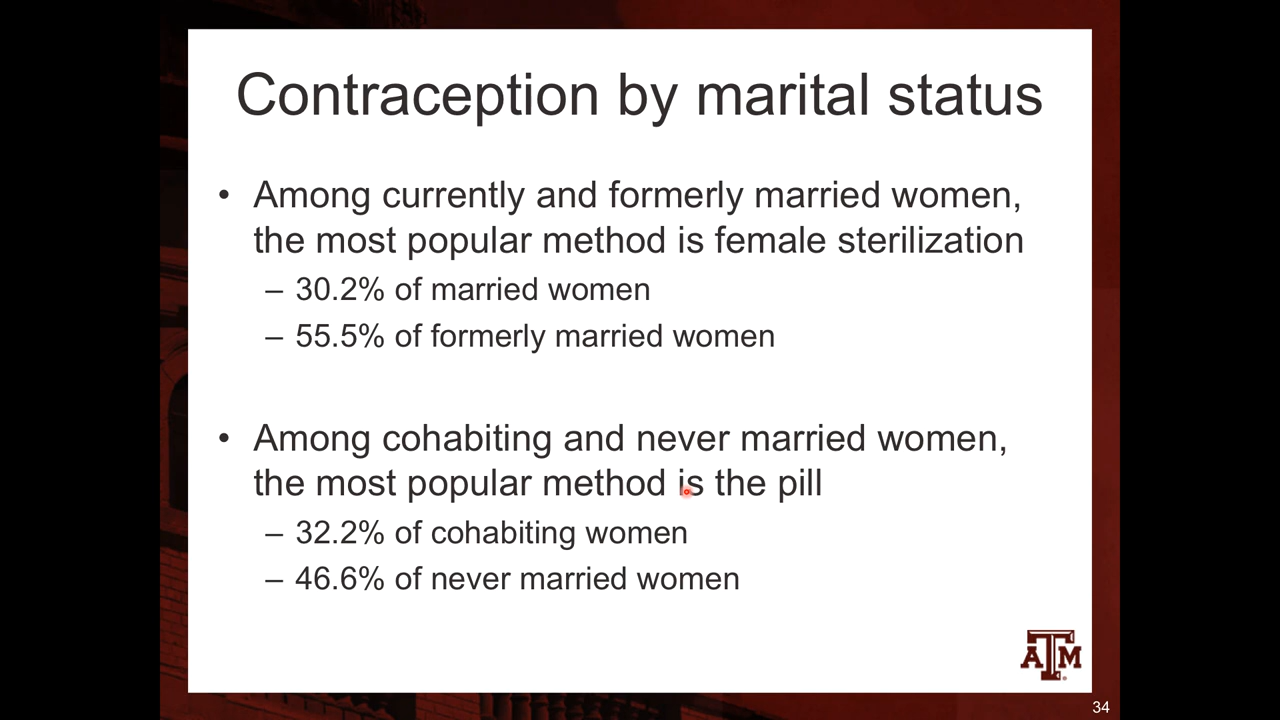 Contraception by marital status
• Among currently and formerly married women,
the most popular method is female sterilization
– 30.2% of married women
– 55.5% of formerly married women
• Among cohabiting and never married women,
the most popular method is the pill
– 32.2% of cohabiting women
– 46.6% of never married women
ATM
34